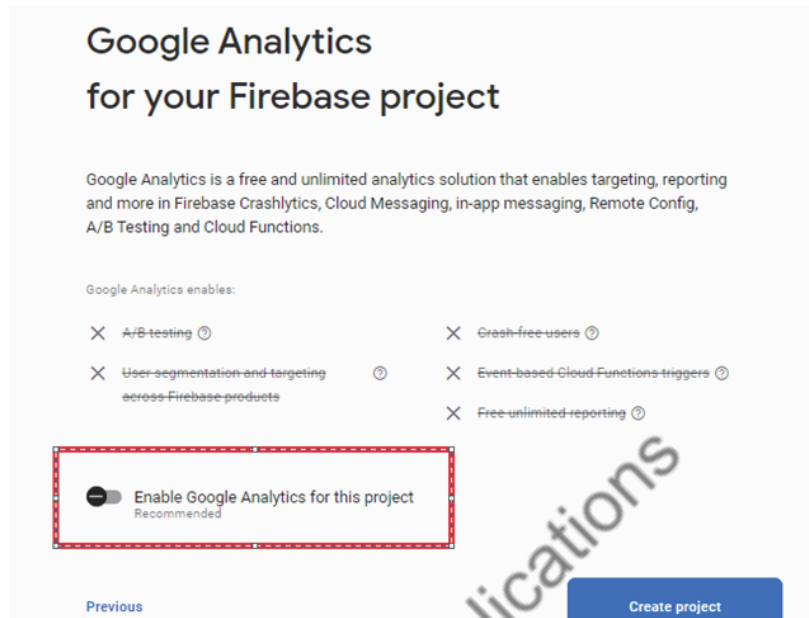 Google Analytics
for your Firebase project
Google Analytics is a free and unlimited analytics solution that enables targeting, reporting
and more in Firebase Crashlytics, Cloud Messaging, in-app messaging, Remote Config,
A/B Testing and Cloud Functions.
Google Analytics enables:
A/B testing
User segmentation and targeting
across Firebase products
Crash-free users
Event-based Cloud Functions triggers
Free unlimited reporting
Enable Google Analytics for this project
Recommended
Previous
Create project